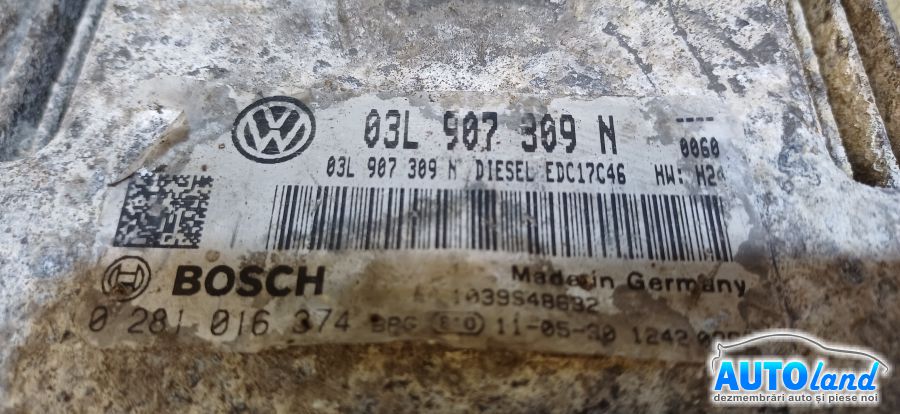 03L 907 309 N
0060
03L 907 309 N DIESEL EDC17C46 HW: H24
BOSCH
Made in Germany
1039S48832
0 281 016 374 11-05-30 1242
AUTOland
dezmembrări auto și piese noi